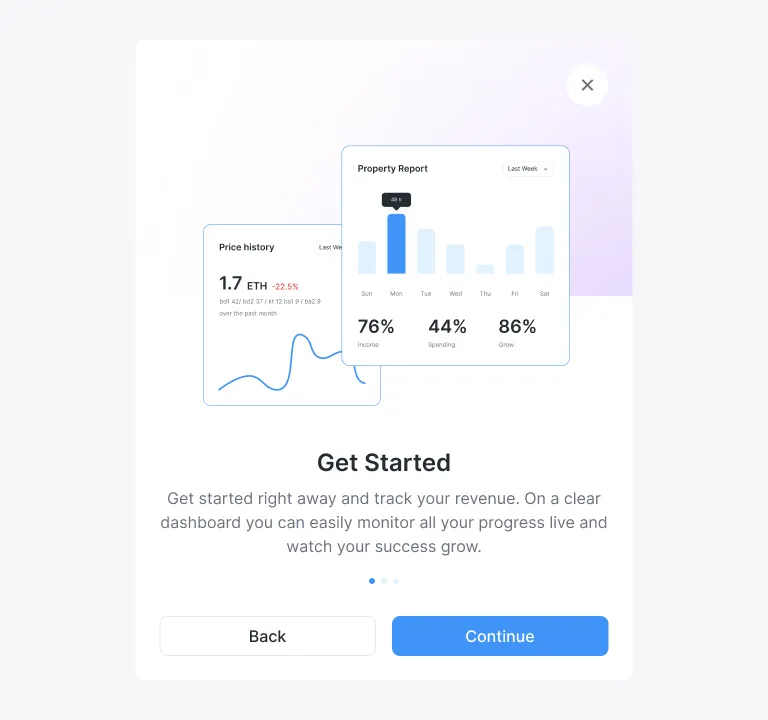 Property Report
Last Week
48 h
Sun Mon Tue Wed Thu Fri Sat
76% 44% 86%
Income Spending Grow
Price history
Last We
1.7 ETH -22.5%
bd1 42/ bd2 37 / kt 12 ba1 9 / ba2 9
over the past month
Get Started
Get started right away and track your revenue. On a clear
dashboard you can easily monitor all your progress live and
watch your success grow.
Back
Continue